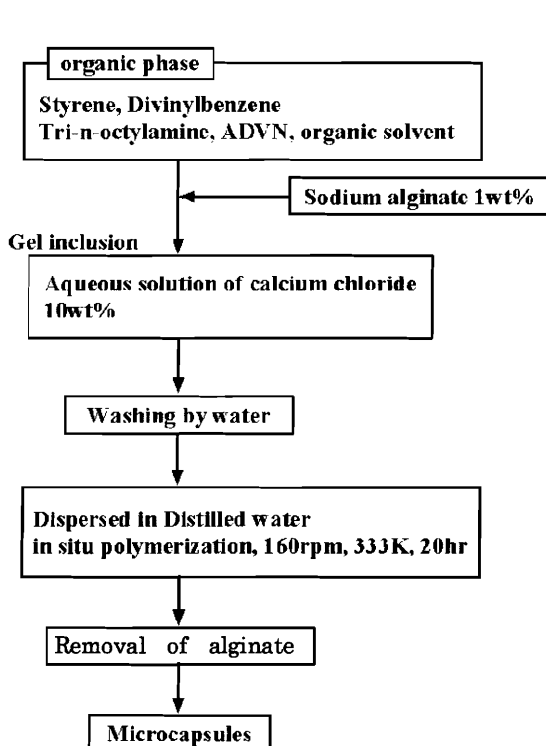 organic phase
Styrene, Divinylbenzene
Tri-n-octylamine, ADVN, organic solvent
Sodium alginate 1wt%
Gel inclusion
Aqueous solution of calcium chloride
10wt%
Washing by water
Dispersed in Distilled water
in situ polymerization, 160rpm, 333K, 20hr
Removal of alginate
Microcapsules